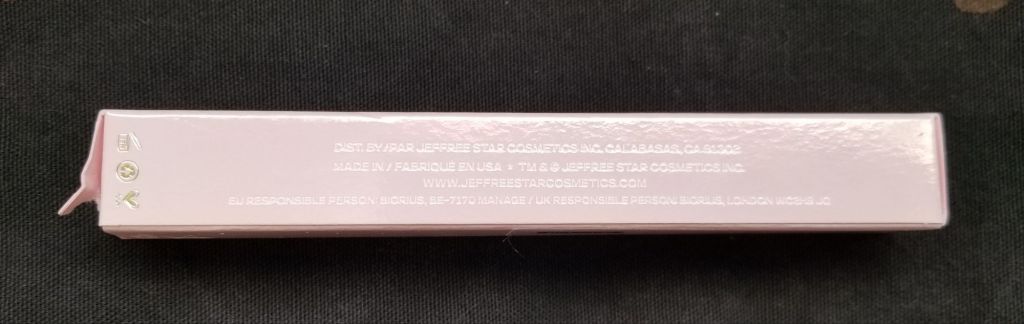 DIST. BY/PAR JEFFREE STAR COSMETICS INC. CALABASAS, CA 91302
MADE IN / FABRIQUÉ EN USA • TM & © JEFFREE STAR COSMETICS INC.
WWW.JEFFREESTARCOSMETICS.COM
EU RESPONSIBLE PERSON: BIORIUS, BE-7170 MANAGE / UK RESPONSIBLE PERSON: BIORIUS, LONDON